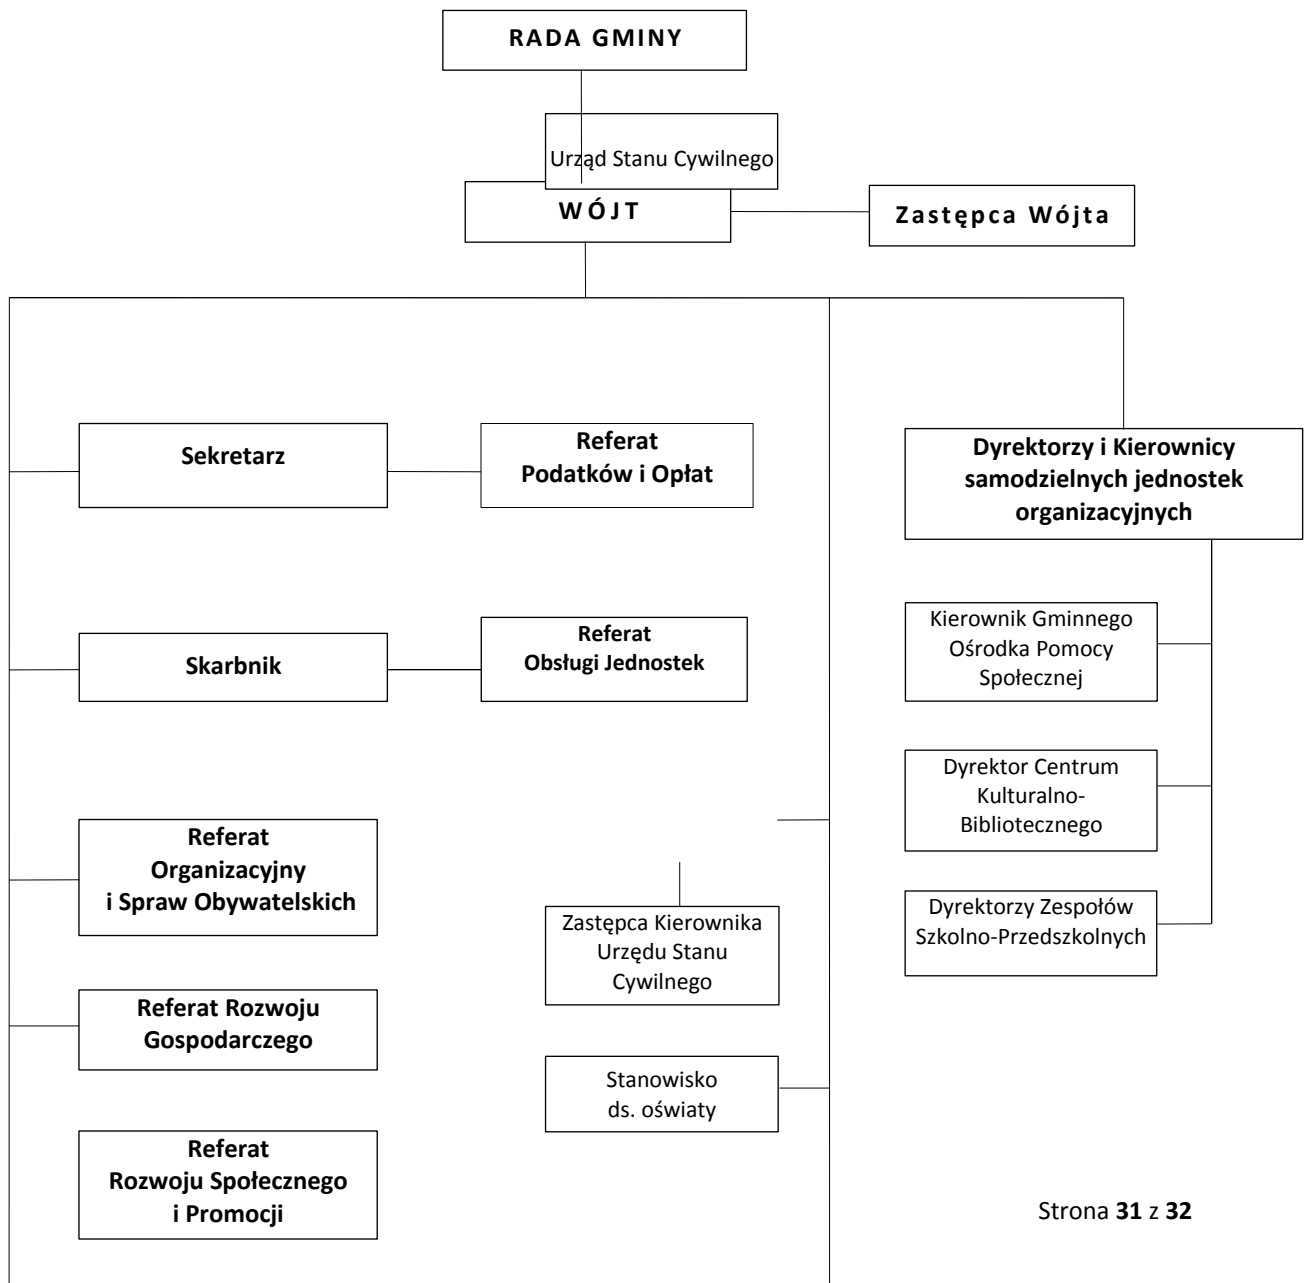 RADA GMINY
Urząd Stanu Cywilnego
WÓJT
Zastępca Wójta
Sekretarz
Referat
Podatków i Opłat
Dyrektorzy i Kierownicy
samodzielnych jednostek
organizacyjnych
Skarbnik
Referat
Obsługi Jednostek
Kierownik Gminnego
Ośrodka Pomocy
Społecznej
Dyrektor Centrum
Kulturalno-
Bibliotecznego
Referat
Organizacyjny
i Spraw Obywatelskich
Zastępca Kierownika
Urzędu Stanu
Cywilnego
Dyrektorzy Zespołów
Szkolno-Przedszkolnych
Referat Rozwoju
Gospodarczego
Stanowisko
ds. oświaty
Referat
Rozwoju Społecznego
i Promocji
Strona 31 z 32